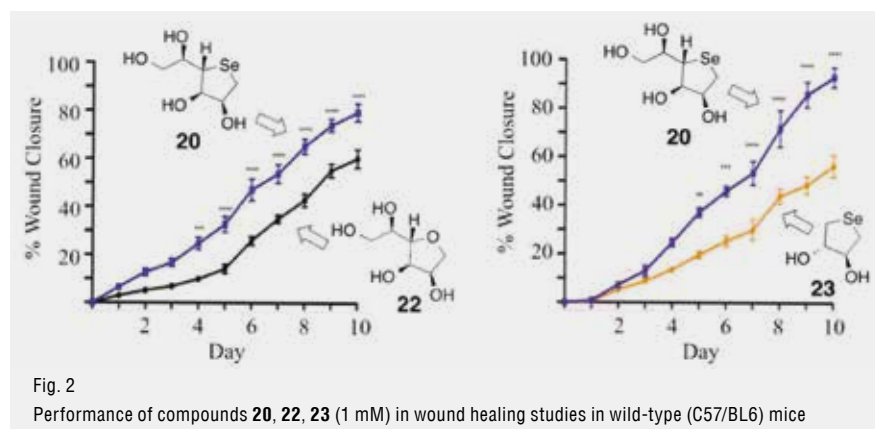 100
80
60
40
20
% Wound Closure
2 4 6 8 10
Day
HO
H
HO
Se
HO
OH
20
HO
H
HO
O
HO
OH
22
100
80
60
40
20
% Wound Closure
2 4 6 8 10
Day
HO
H
HO
Se
HO
OH
20
Se
HO
OH
23
Fig. 2
Performance of compounds 20, 22, 23 (1 mM) in wound healing studies in wild-type (C57/BL6) mice